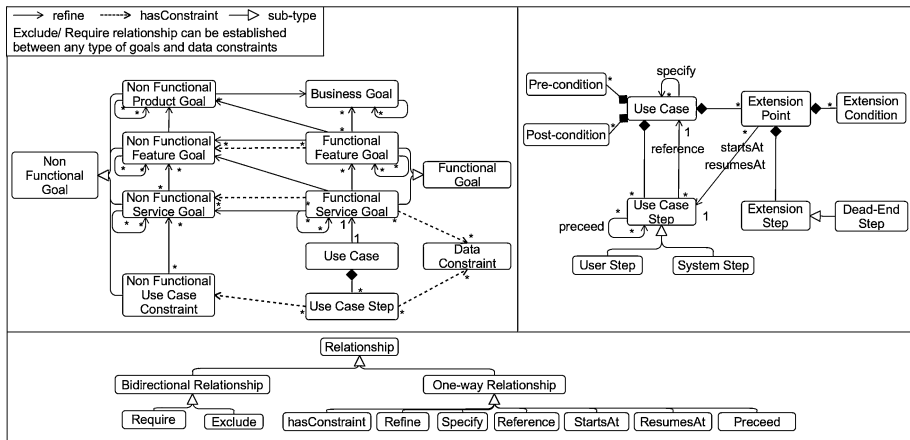 refine
hasConstraint
sub-type
Exclude/ Require relationship can be established
between any type of goals and data constraints
Non Functional
Product Goal
Business Goal
Non Functional
Feature Goal
Functional
Feature Goal
Non
Functional
Goal
Functional
Goal
Non Functional
Service Goal
Functional
Service Goal
Use Case
Data
Constraint
Non Functional
Use Case
Constraint
Use Case Step
Pre-condition
Post-condition
specify
Use Case
Extension
Point
Extension
Condition
reference
startsAt
resumesAt
preceed
Use Case
Step
Extension
Step
Dead-End
Step
User Step
System Step
Relationship
Bidirectional Relationship
One-way Relationship
Require
Exclude
hasConstraint
Refine
Specify
Reference
StartsAt
ResumesAt
Preceed